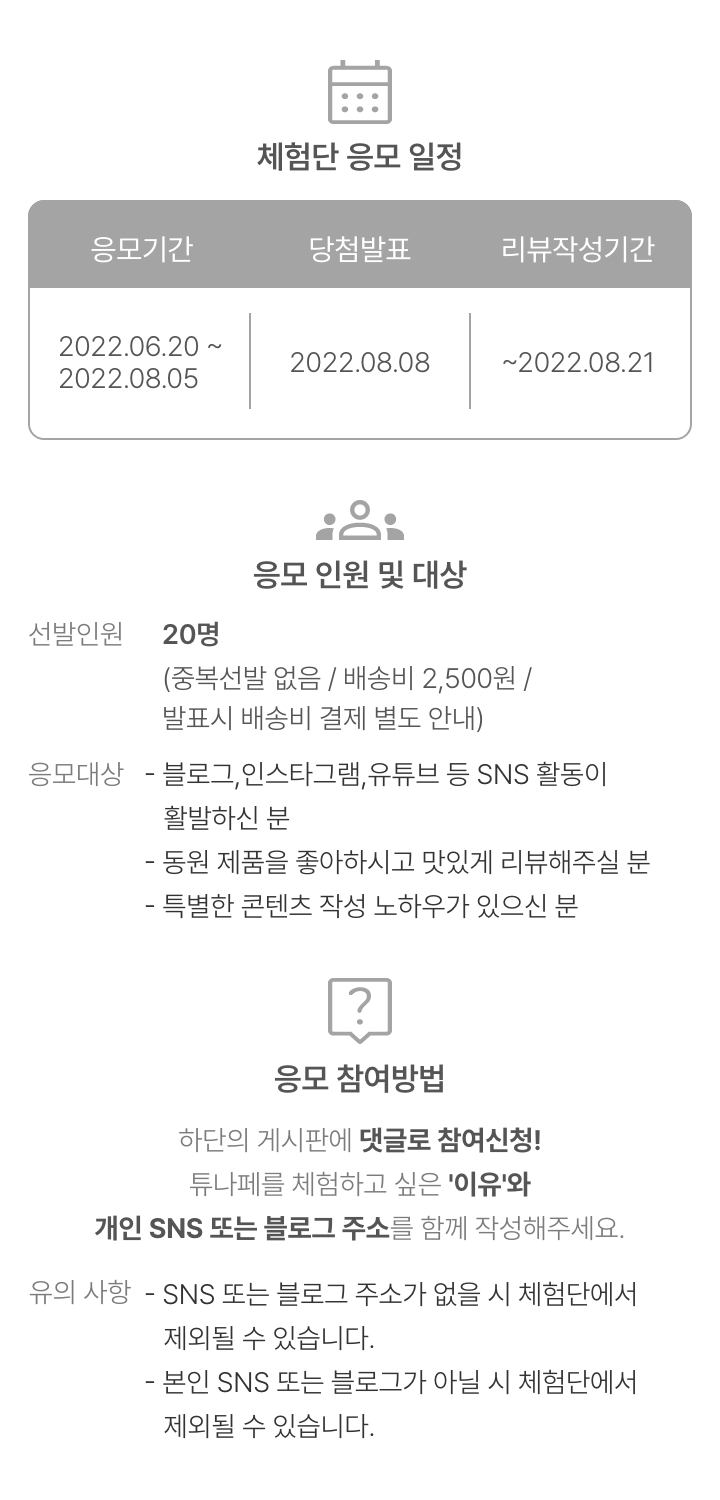 체험단 응모 일정
응모기간 당첨발표 리뷰작성기간
2022.06.20 ~
2022.08.05
2022.08.08
~2022.08.21
응모 인원 및 대상
선발인원 20명
(중복선발 없음 / 배송비 2,500원 /
발표시 배송비 결제 별도 안내)
응모대상 - 블로그,인스타그램,유튜브 등 SNS 활동이
활발하신 분
- 동원 제품을 좋아하시고 맛있게 리뷰해주실 분
- 특별한 콘텐츠 작성 노하우가 있으신 분
?
응모 참여방법
하단의 게시판에 댓글로 참여신청!
튜나페를 체험하고 싶은 '이유'와
개인 SNS 또는 블로그 주소를 함께 작성해주세요.
유의 사항 - SNS 또는 블로그 주소가 없을 시 체험단에서
제외될 수 있습니다.
- 본인 SNS 또는 블로그가 아닐 시 체험단에서
제외될 수 있습니다.